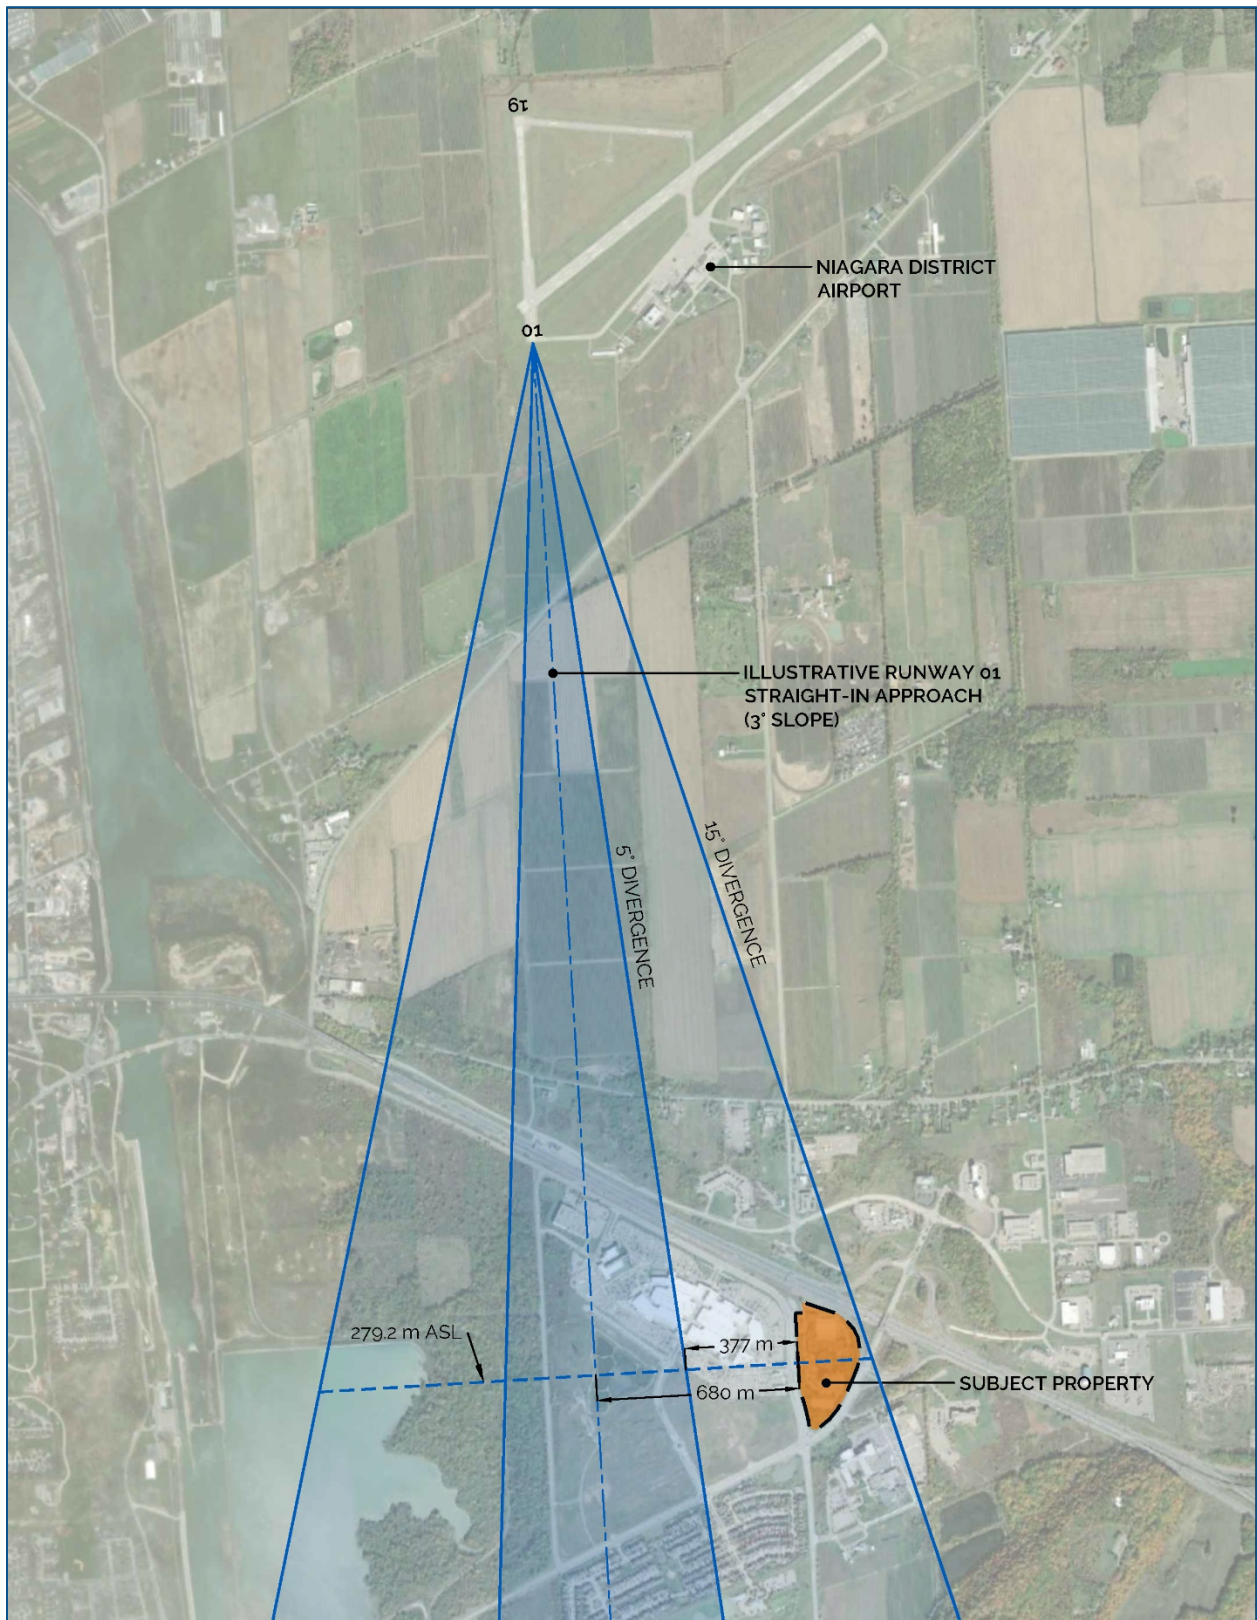 19
NIAGARA DISTRICT
AIRPORT
01
ILLUSTRATIVE RUNWAY 01
STRAIGHT-IN APPROACH
(3° SLOPE)
5° DIVERGENCE
15° DIVERGENCE
279.2 m ASL
377 m
680 m
SUBJECT PROPERTY